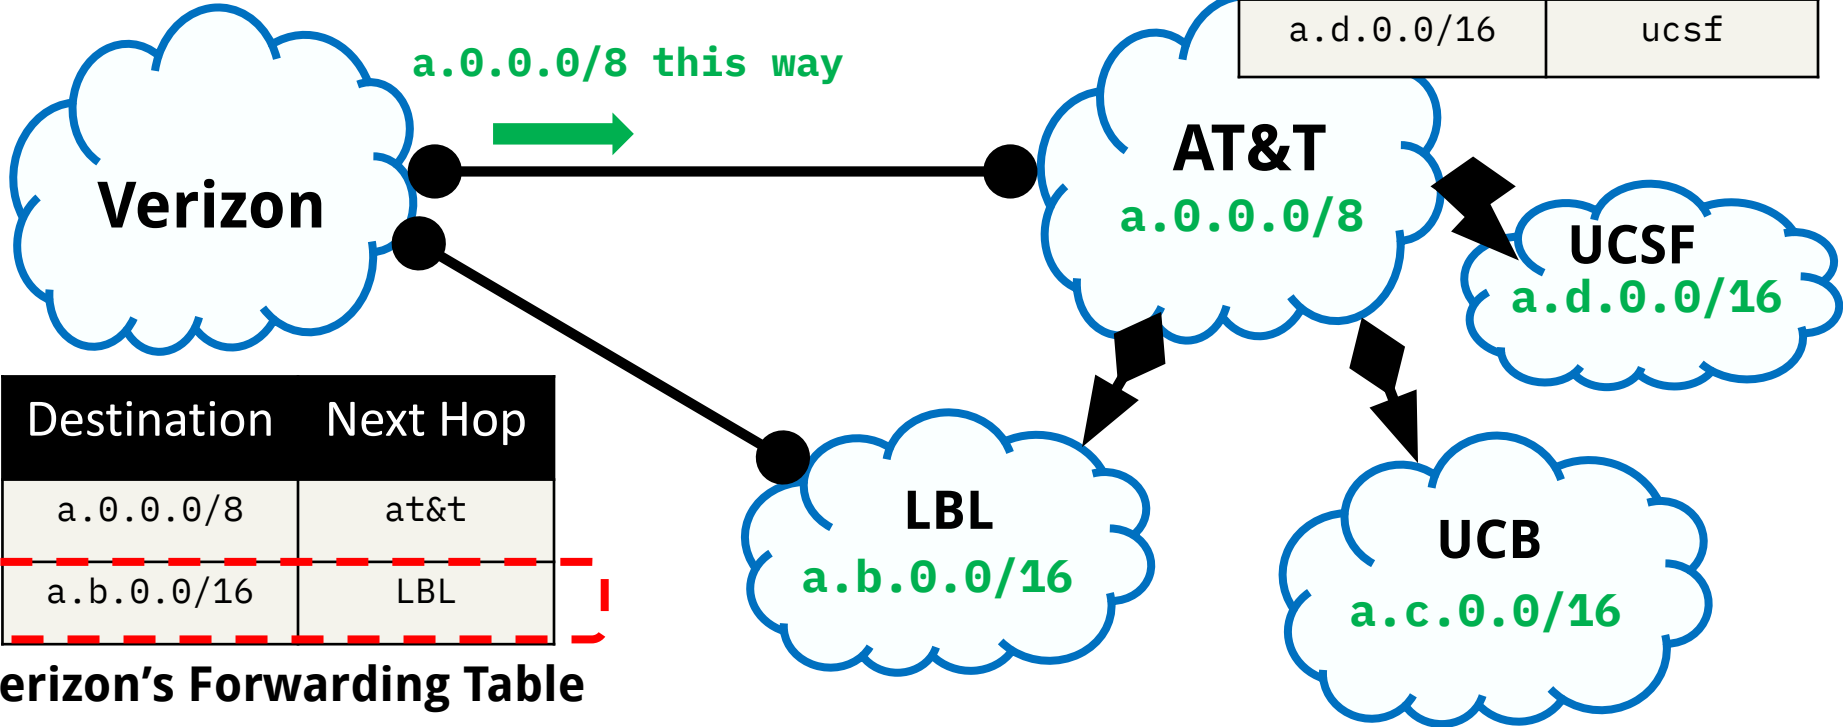 a.d.0.0/16 ucsf
a.0.0.0/8 this way
AT&T
a.0.0.0/8
Verizon
UCSF
a.d.0.0/16
Destination Next Hop
a.0.0.0/8 at&t
a.b.0.0/16 LBL
erizon’s Forwarding Table
LBL
a.b.0.0/16
UCB
a.c.0.0/16